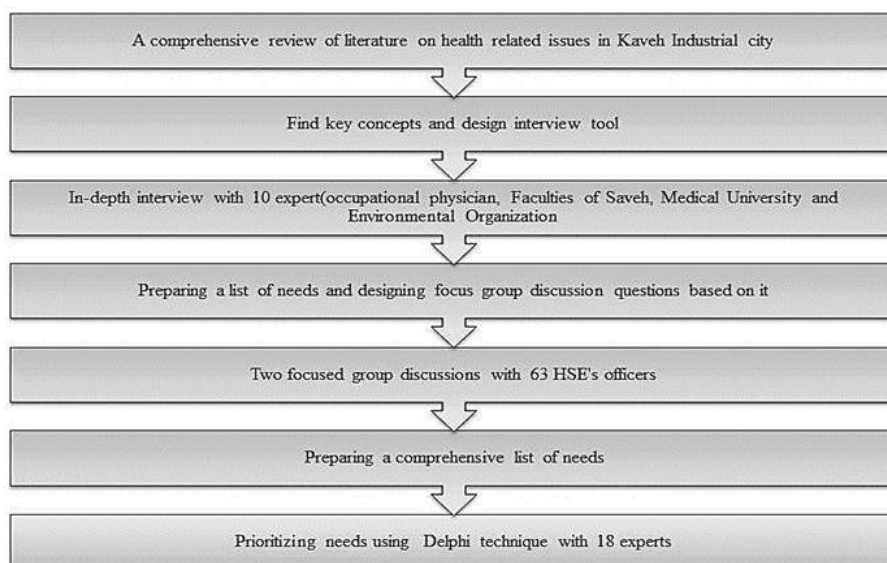 A comprehensive review of literature on health related issues in Kaveh Industrial city
Find key concepts and design interview tool
In-depth interview with 10 expert(occupational physician, Faculties of Saveh, Medical University and
Environmental Organization
Preparing a list of needs and designing focus group discussion questions based on it
Two focused group discussions with 63 HSE's officers
Preparing a comprehensive list of needs
Prioritizing needs using Delphi technique with 18 experts